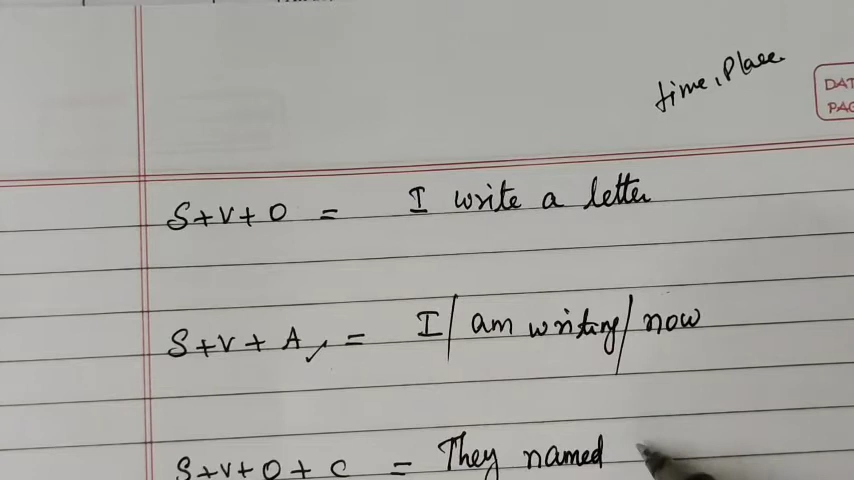 time, Place
S+V+O = I write a letter
S+V+A ✓ = I / am writing / now
S+V+O+C = They named